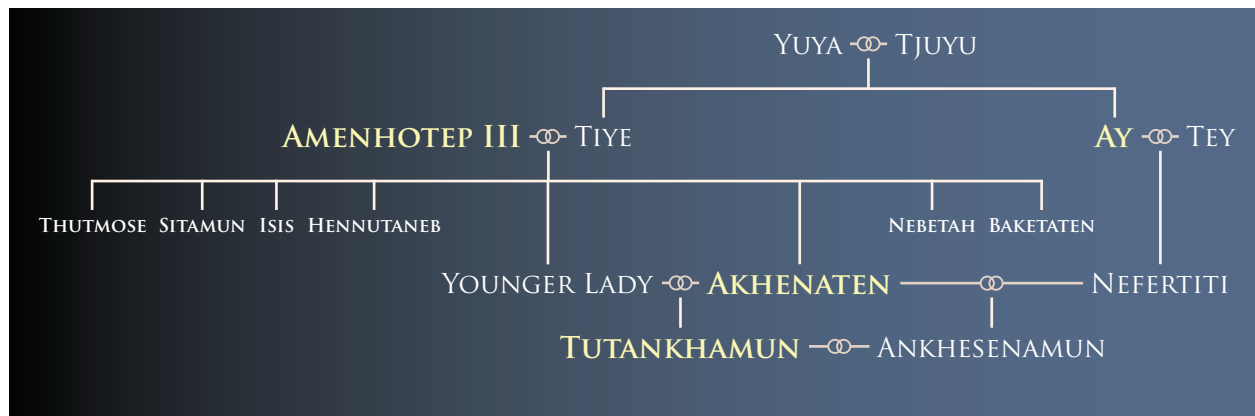 YUYA TJUYU
AMENHOTEP III TIYE AY TEY
THUTMOSE SITAMUN ISIS HENNUTANEB NEBETAH BAKETATEN
YOUNGER LADY AKHENATEN NEFERTITI
TUTANKHAMUN ANKHESENAMUN